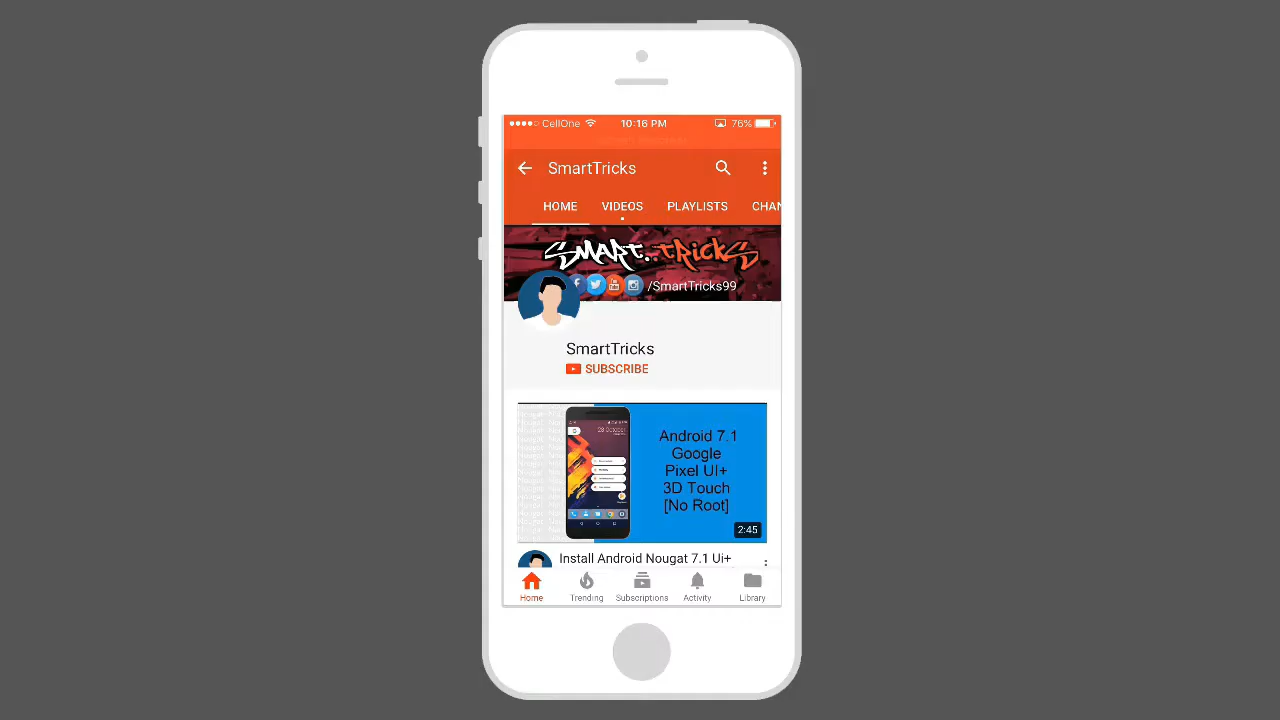 CellOne 10:16 PM 76%
SmartTricks
HOME VIDEOS PLAYLISTS CHAN
SMART. TRICKS
/SmartTricks99
SmartTricks
SUBSCRIBE
28 October
Android 7.1
Google
Pixel UI+
3D Touch
[No Root]
2:45
Install Android Nougat 7.1 Ui+
Home Trending Subscriptions Activity Library